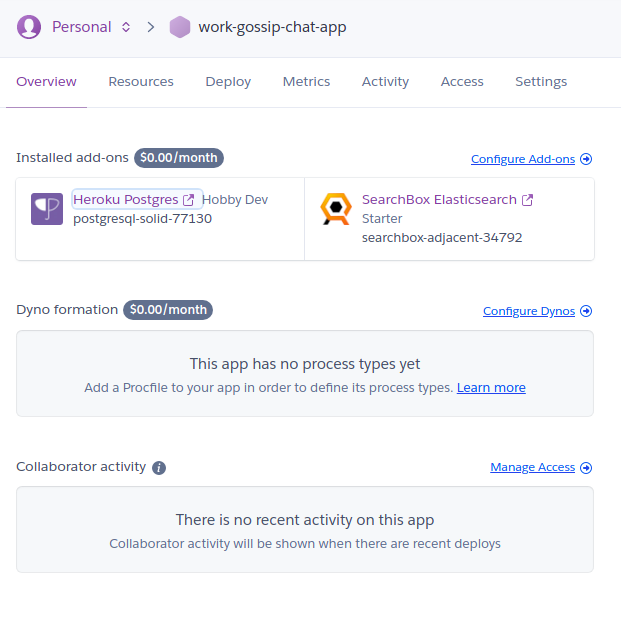 Personal work-gossip-chat-app
Overview Resources Deploy Metrics Activity Access Settings
Installed add-ons $0.00/month Configure Add-ons
Heroku Postgres Hobby Dev
postgresql-solid-77130
SearchBox Elasticsearch
Starter
searchbox-adjacent-34792
Dyno formation $0.00/month Configure Dynos
This app has no process types yet
Add a Procfile to your app in order to define its process types. Learn more
Collaborator activity Manage Access
There is no recent activity on this app
Collaborator activity will be shown when there are recent deploys